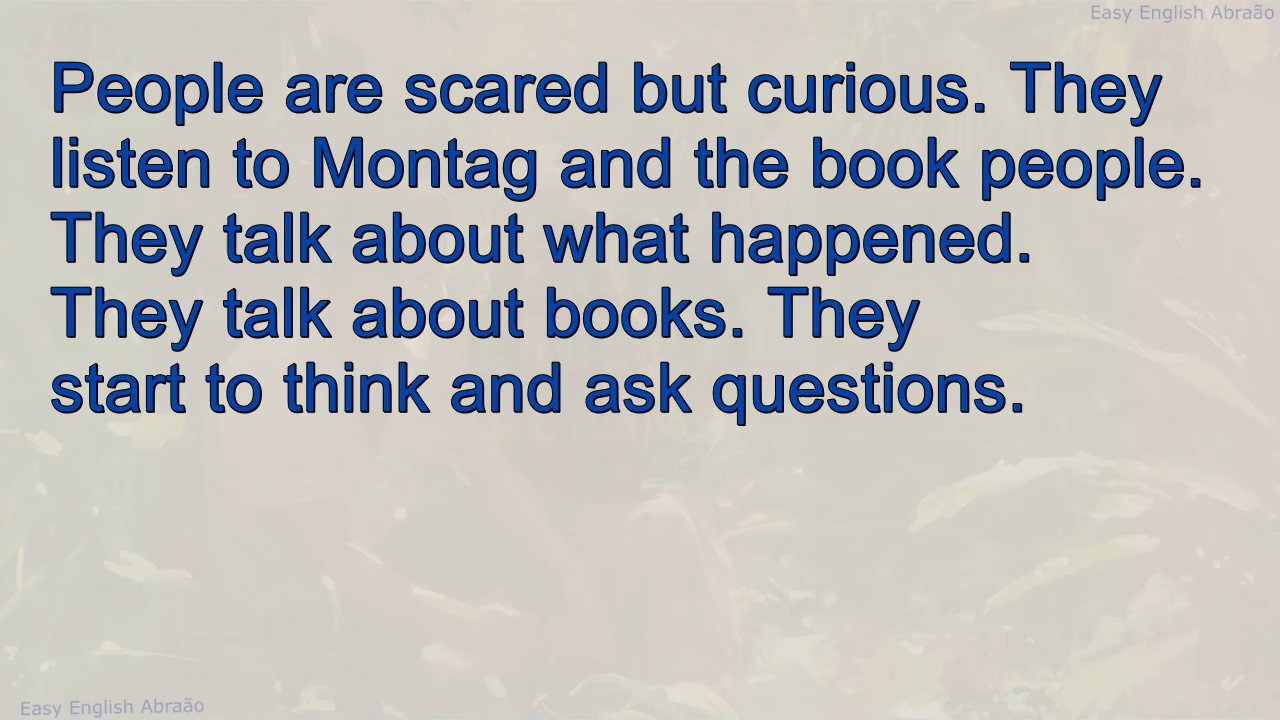 Easy English Abraão
People are scared but curious. They
listen to Montag and the book people.
They talk about what happened.
They talk about books. They
start to think and ask questions.
Easy English Abraão